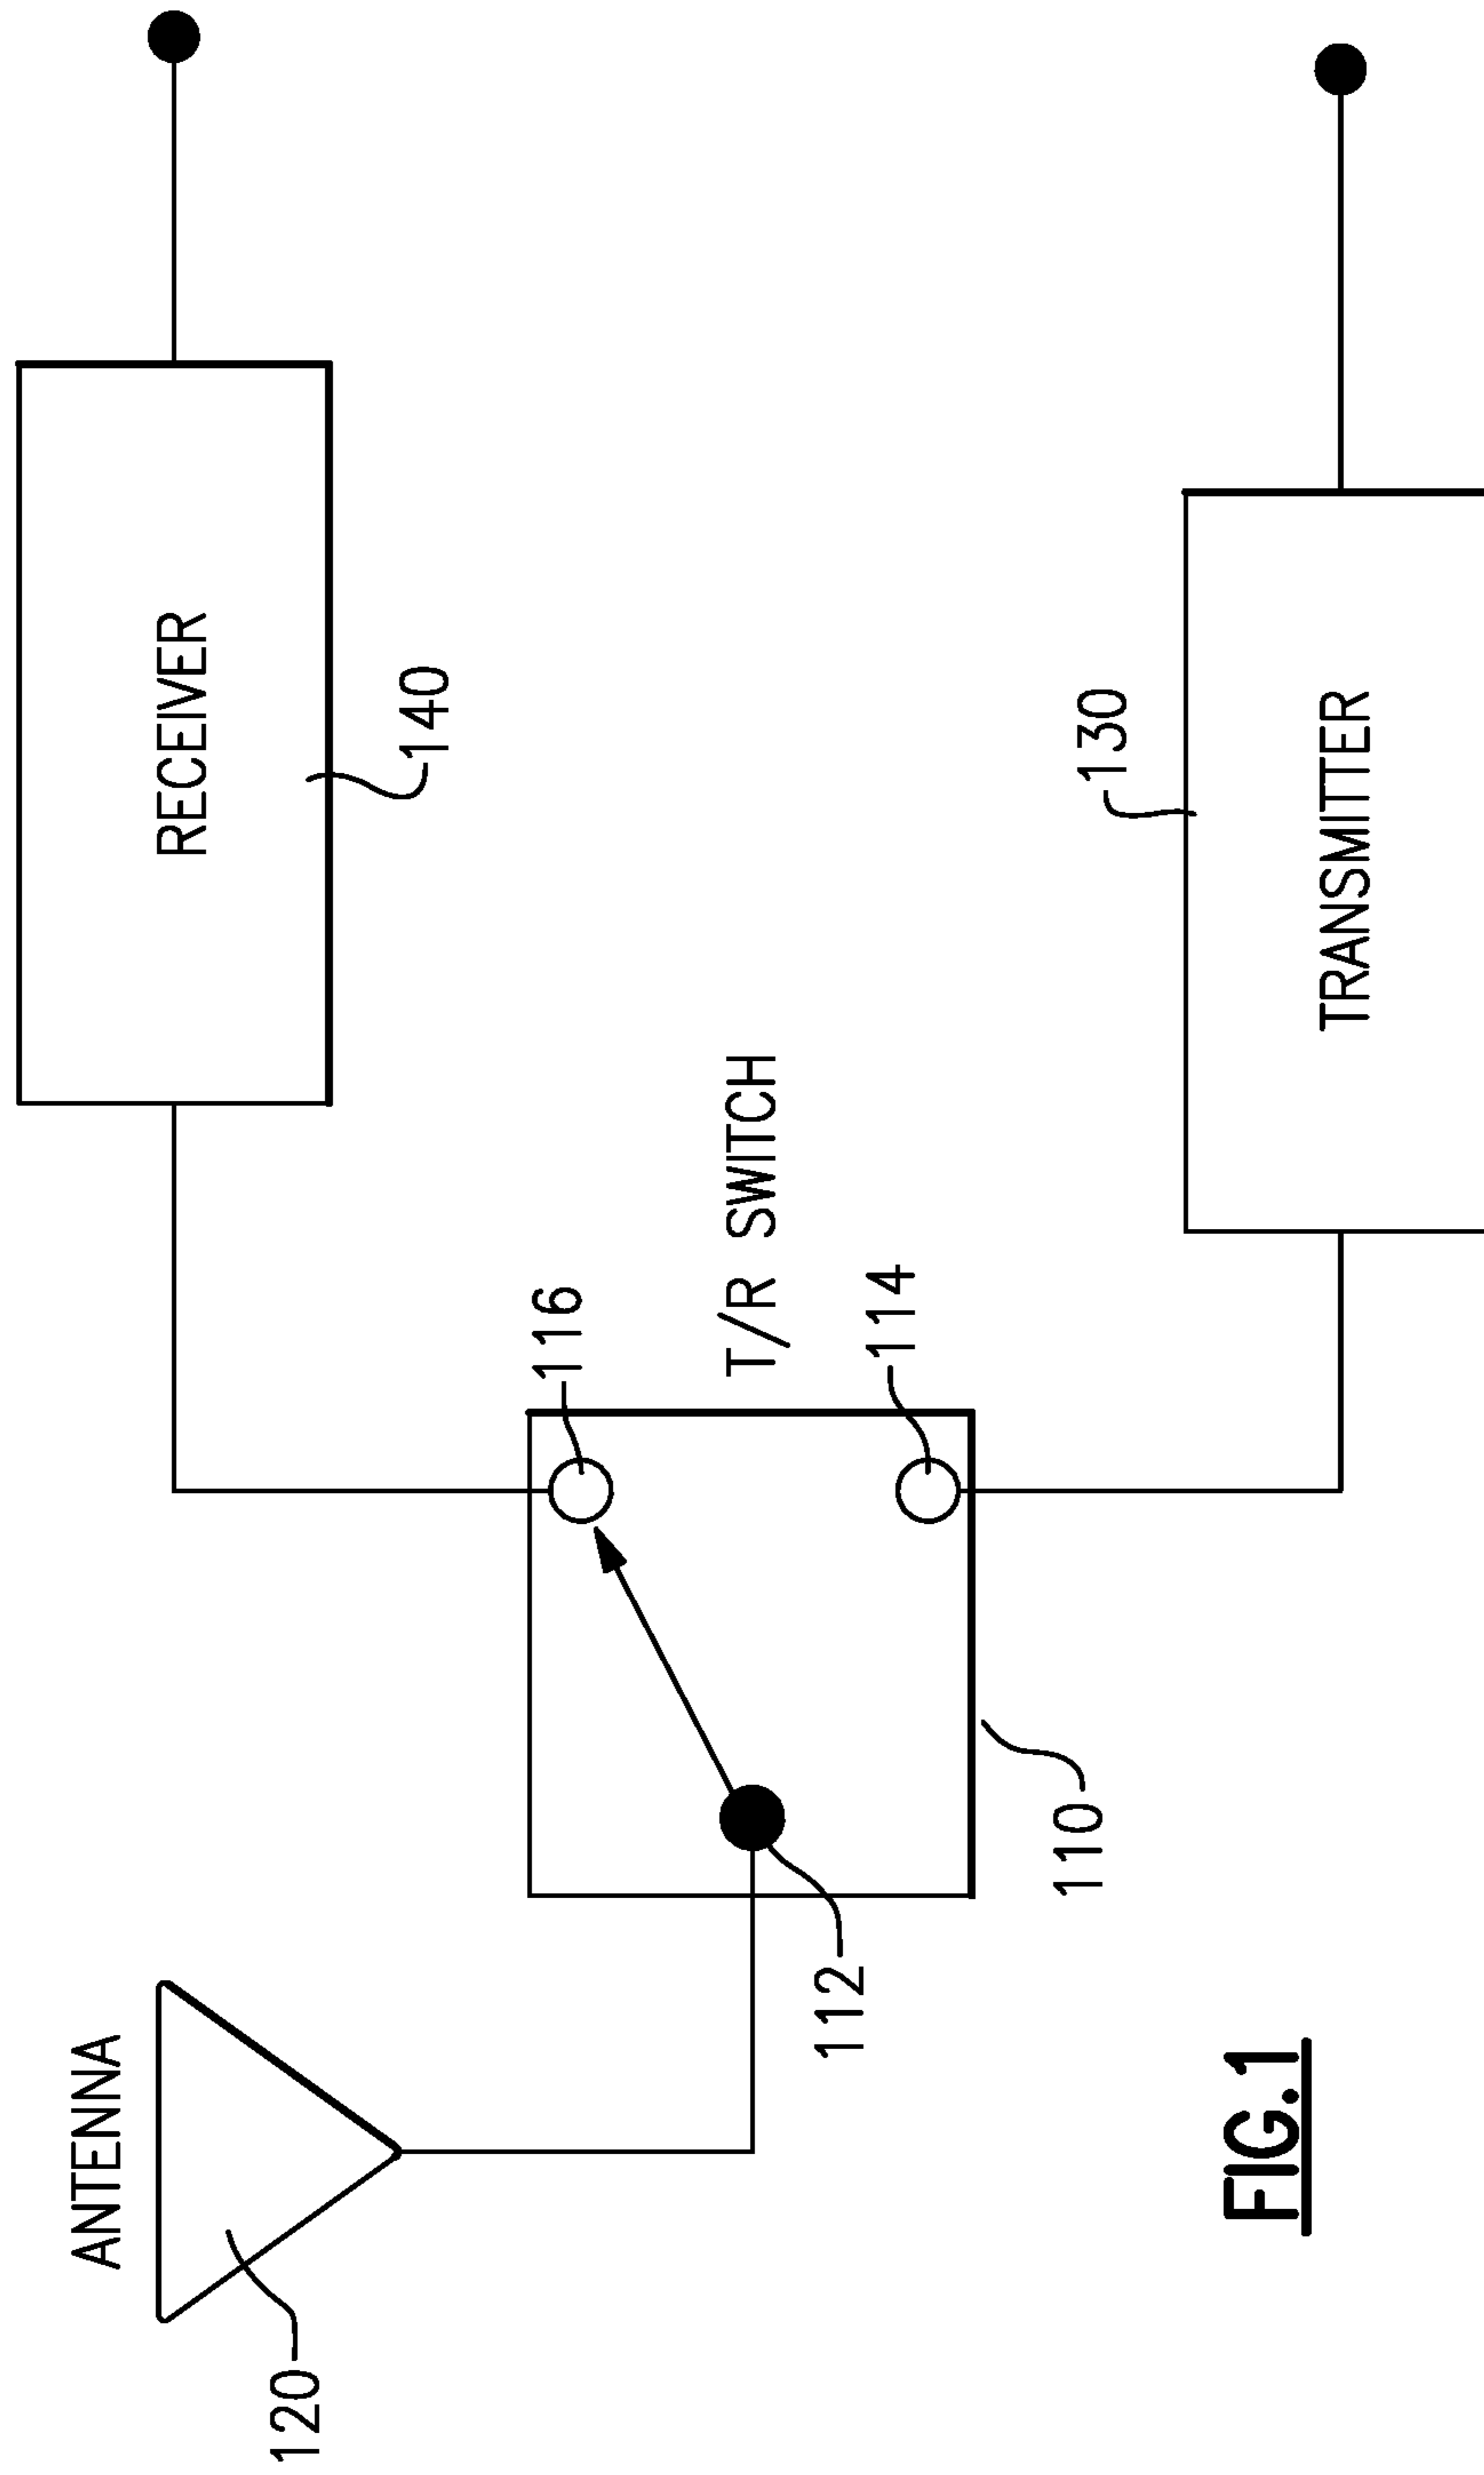 ANTENNA
120
112
110
T/R SWITCH
116
114
RECEIVER
140
130
TRANSMITTER
FIG.1